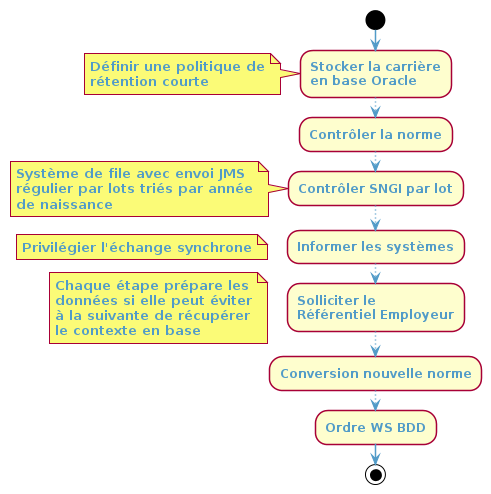 Définir une politique de
rétention courte
Stocker la carrière
en base Oracle
Contrôler la norme
Système de file avec envoi JMS
régulier par lots triés par année
de naissance
Contrôler SNGI par lot
Privilégier l'échange synchrone
Informer les systèmes
Chaque étape prépare les
données si elle peut éviter
à la suivante de récupérer
le contexte en base
Solliciter le
Référentiel Employeur
Conversion nouvelle norme
Ordre WS BDD